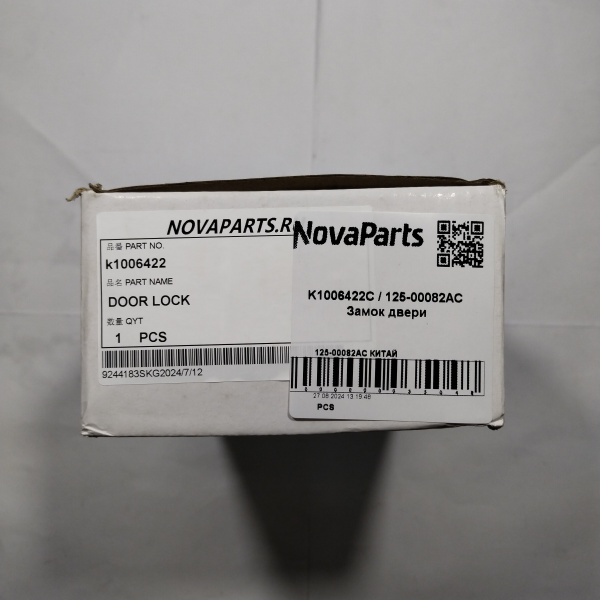 NOVAPARTS.R
品番 PART NO.
k1006422
品名 PART NAME
DOOR LOCK
数量 QYT
1 PCS
9244183SKG2024/7/12
NovaParts
K1006422C / 125-00082AC
Замок двери
125-00082AC КИТАЙ
27 08 2024 13 19 48
PCS